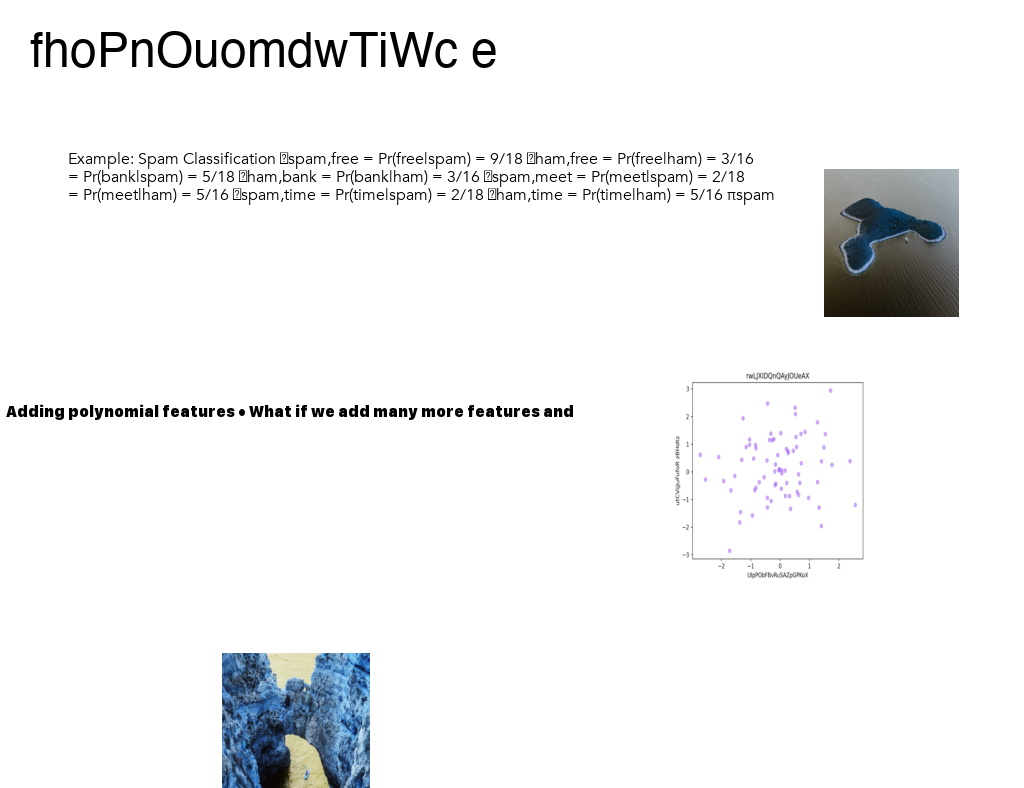 fhoPnOuomdwTiWc e
Example: Spam Classification �spam,free = Pr(free|spam) = 9/18 �ham,free = Pr(free|ham) = 3/16
= Pr(bank|spam) = 5/18 �ham,bank = Pr(bank|ham) = 3/16 �spam,meet = Pr(meet|spam) = 2/18
= Pr(meet|ham) = 5/16 �spam,time = Pr(time|spam) = 2/18 �ham,time = Pr(time|ham) = 5/16 πspam
rwLJXIDQnQAyJOUeAX
3
2
1
0
−1
−2
−3
−2 −1 0 1 2
UlpPObFBvRuSAZpGPKoX
Adding polynomial features • What if we add many more features and